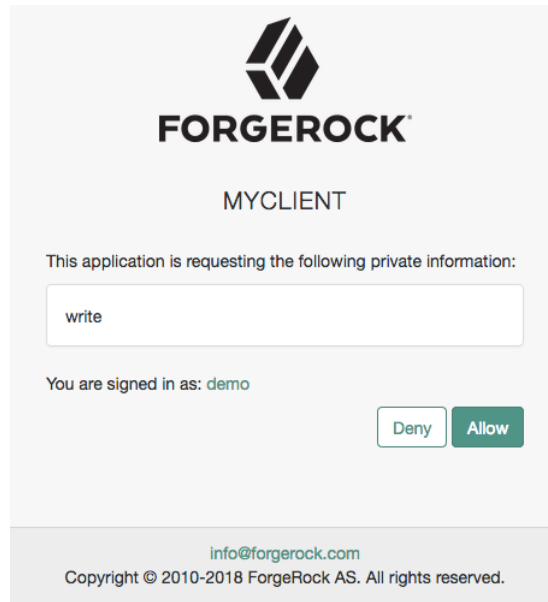 FORGEROCK®
MYCLIENT
This application is requesting the following private information:
write
You are signed in as: demo
Deny
Allow
info@forgerock.com
Copyright © 2010-2018 ForgeRock AS. All rights reserved.